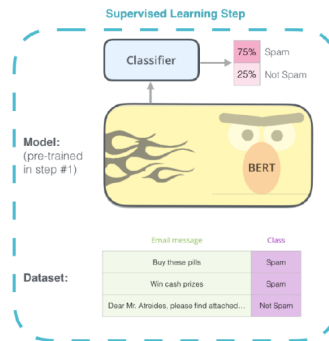 Supervised Learning Step
Classifier
75% Spam
25% Not Spam
Model:
(pre-trained
in step #1)
BERT
Email message Class
Dataset:
Buy these pills Spam
Win cash prizes Spam
Dear Mr. Atreides, please find attached... Not Spam